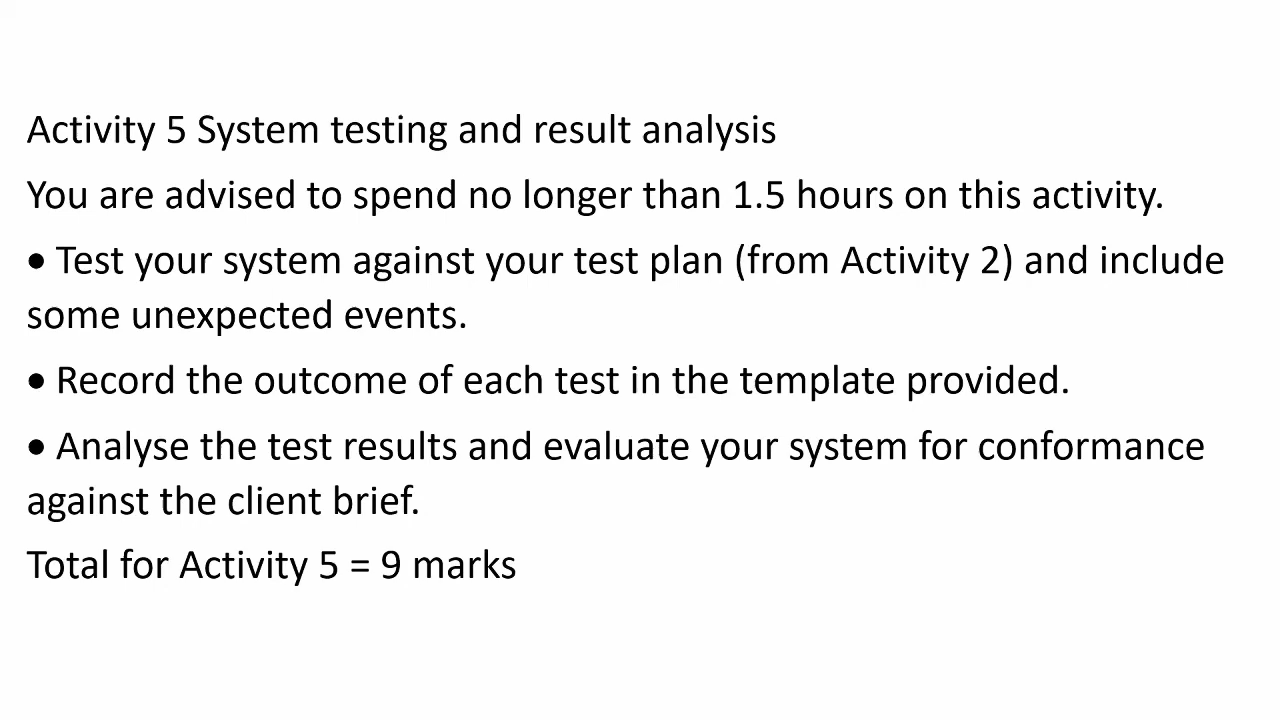 Activity 5 System testing and result analysis
You are advised to spend no longer than 1.5 hours on this activity.
• Test your system against your test plan (from Activity 2) and include
some unexpected events.
• Record the outcome of each test in the template provided.
• Analyse the test results and evaluate your system for conformance
against the client brief.
Total for Activity 5 = 9 marks